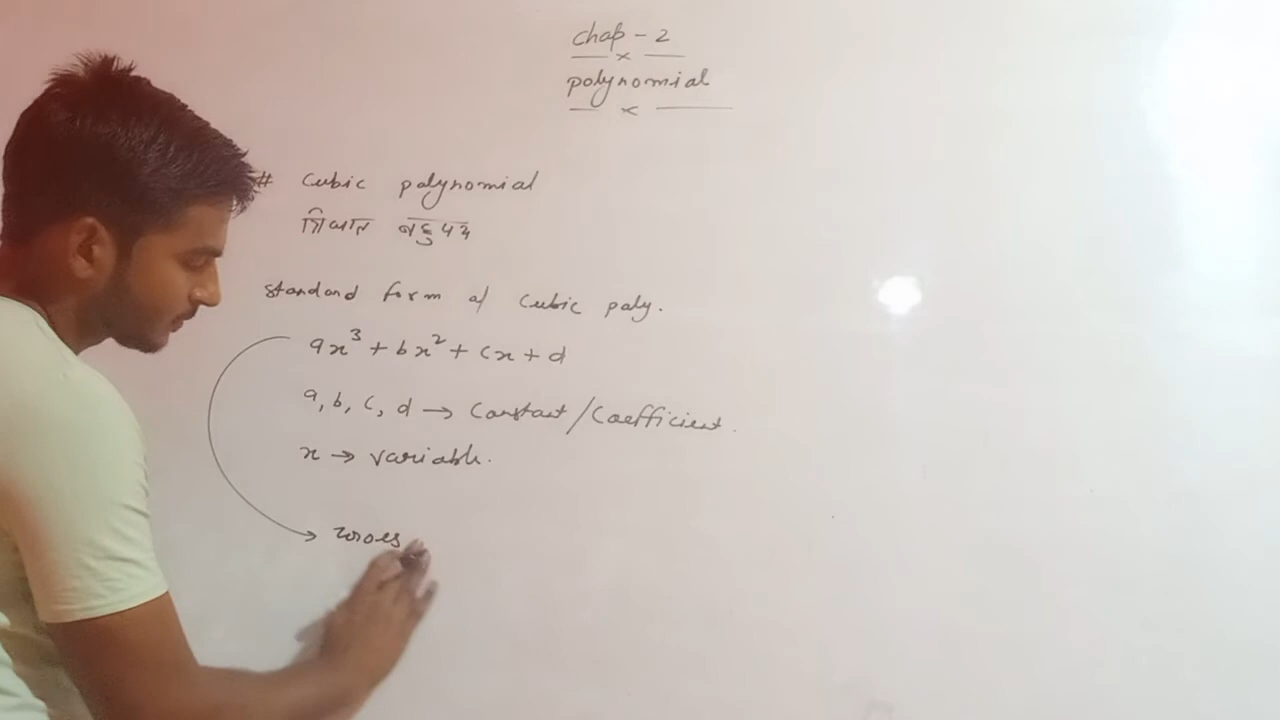 chap - 2
polynomial
# Cubic polynomial
त्रिघात बहुपद
standard form of cubic poly.
ax³ + bx² + cx + d
a, b, c, d → Constant/Coefficient.
x → variable.
→ zeroes